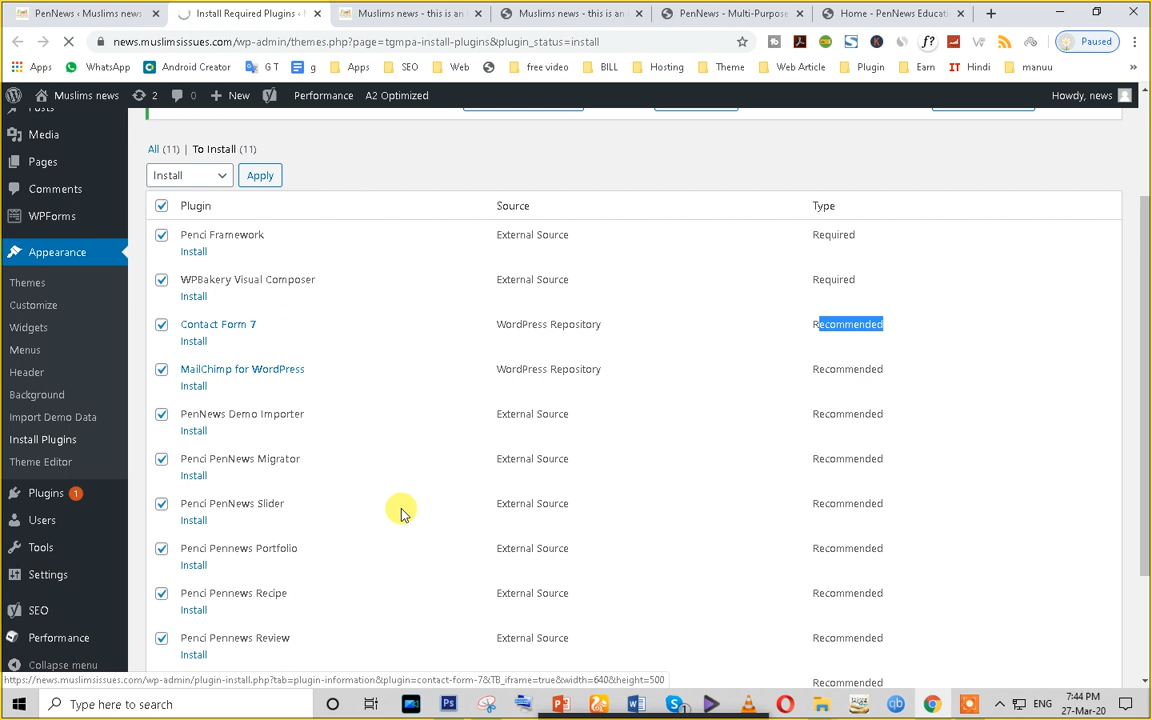 PenNews ‹ Muslims news
Install Required Plugins ‹
Muslims news - this is an
Muslims news - this is an
PenNews - Multi-Purpose
Home - PenNews Educati
news.muslimsissues.com/wp-admin/themes.php?page=tgmpa-install-plugins&plugin_status=install
Paused
Apps
WhatsApp
Android Creator
G T
g
Apps
SEO
Web
free video
BILL
Hosting
Theme
Web Article
Plugin
Earn
IT Hindi
manuu
»
Muslims news
2
0
+ New
Performance
A2 Optimized
Howdy, news
Posts
Media
Pages
Comments
WPForms
Appearance
Themes
Customize
Widgets
Menus
Header
Background
Import Demo Data
Install Plugins
Theme Editor
Plugins 1
Users
Tools
Settings
SEO
Performance
Collapse menu
All (11) | To Install (11)
Install
Apply
Plugin Source Type
Penci Framework External Source Required
Install
WPBakery Visual Composer External Source Required
Install
Contact Form 7 WordPress Repository Recommended
Install
MailChimp for WordPress WordPress Repository Recommended
Install
PenNews Demo Importer External Source Recommended
Install
Penci PenNews Migrator External Source Recommended
Install
Penci PenNews Slider External Source Recommended
Install
Penci Pennews Portfolio External Source Recommended
Install
Penci Pennews Recipe External Source Recommended
Install
Penci Pennews Review External Source Recommended
Install
Recommended
https://news.muslimsissues.com/wp-admin/plugin-install.php?tab=plugin-information&plugin=contact-form-7&TB_iframe=true&width=640&height=500
Type here to search
ENG
7:44 PM
27-Mar-20